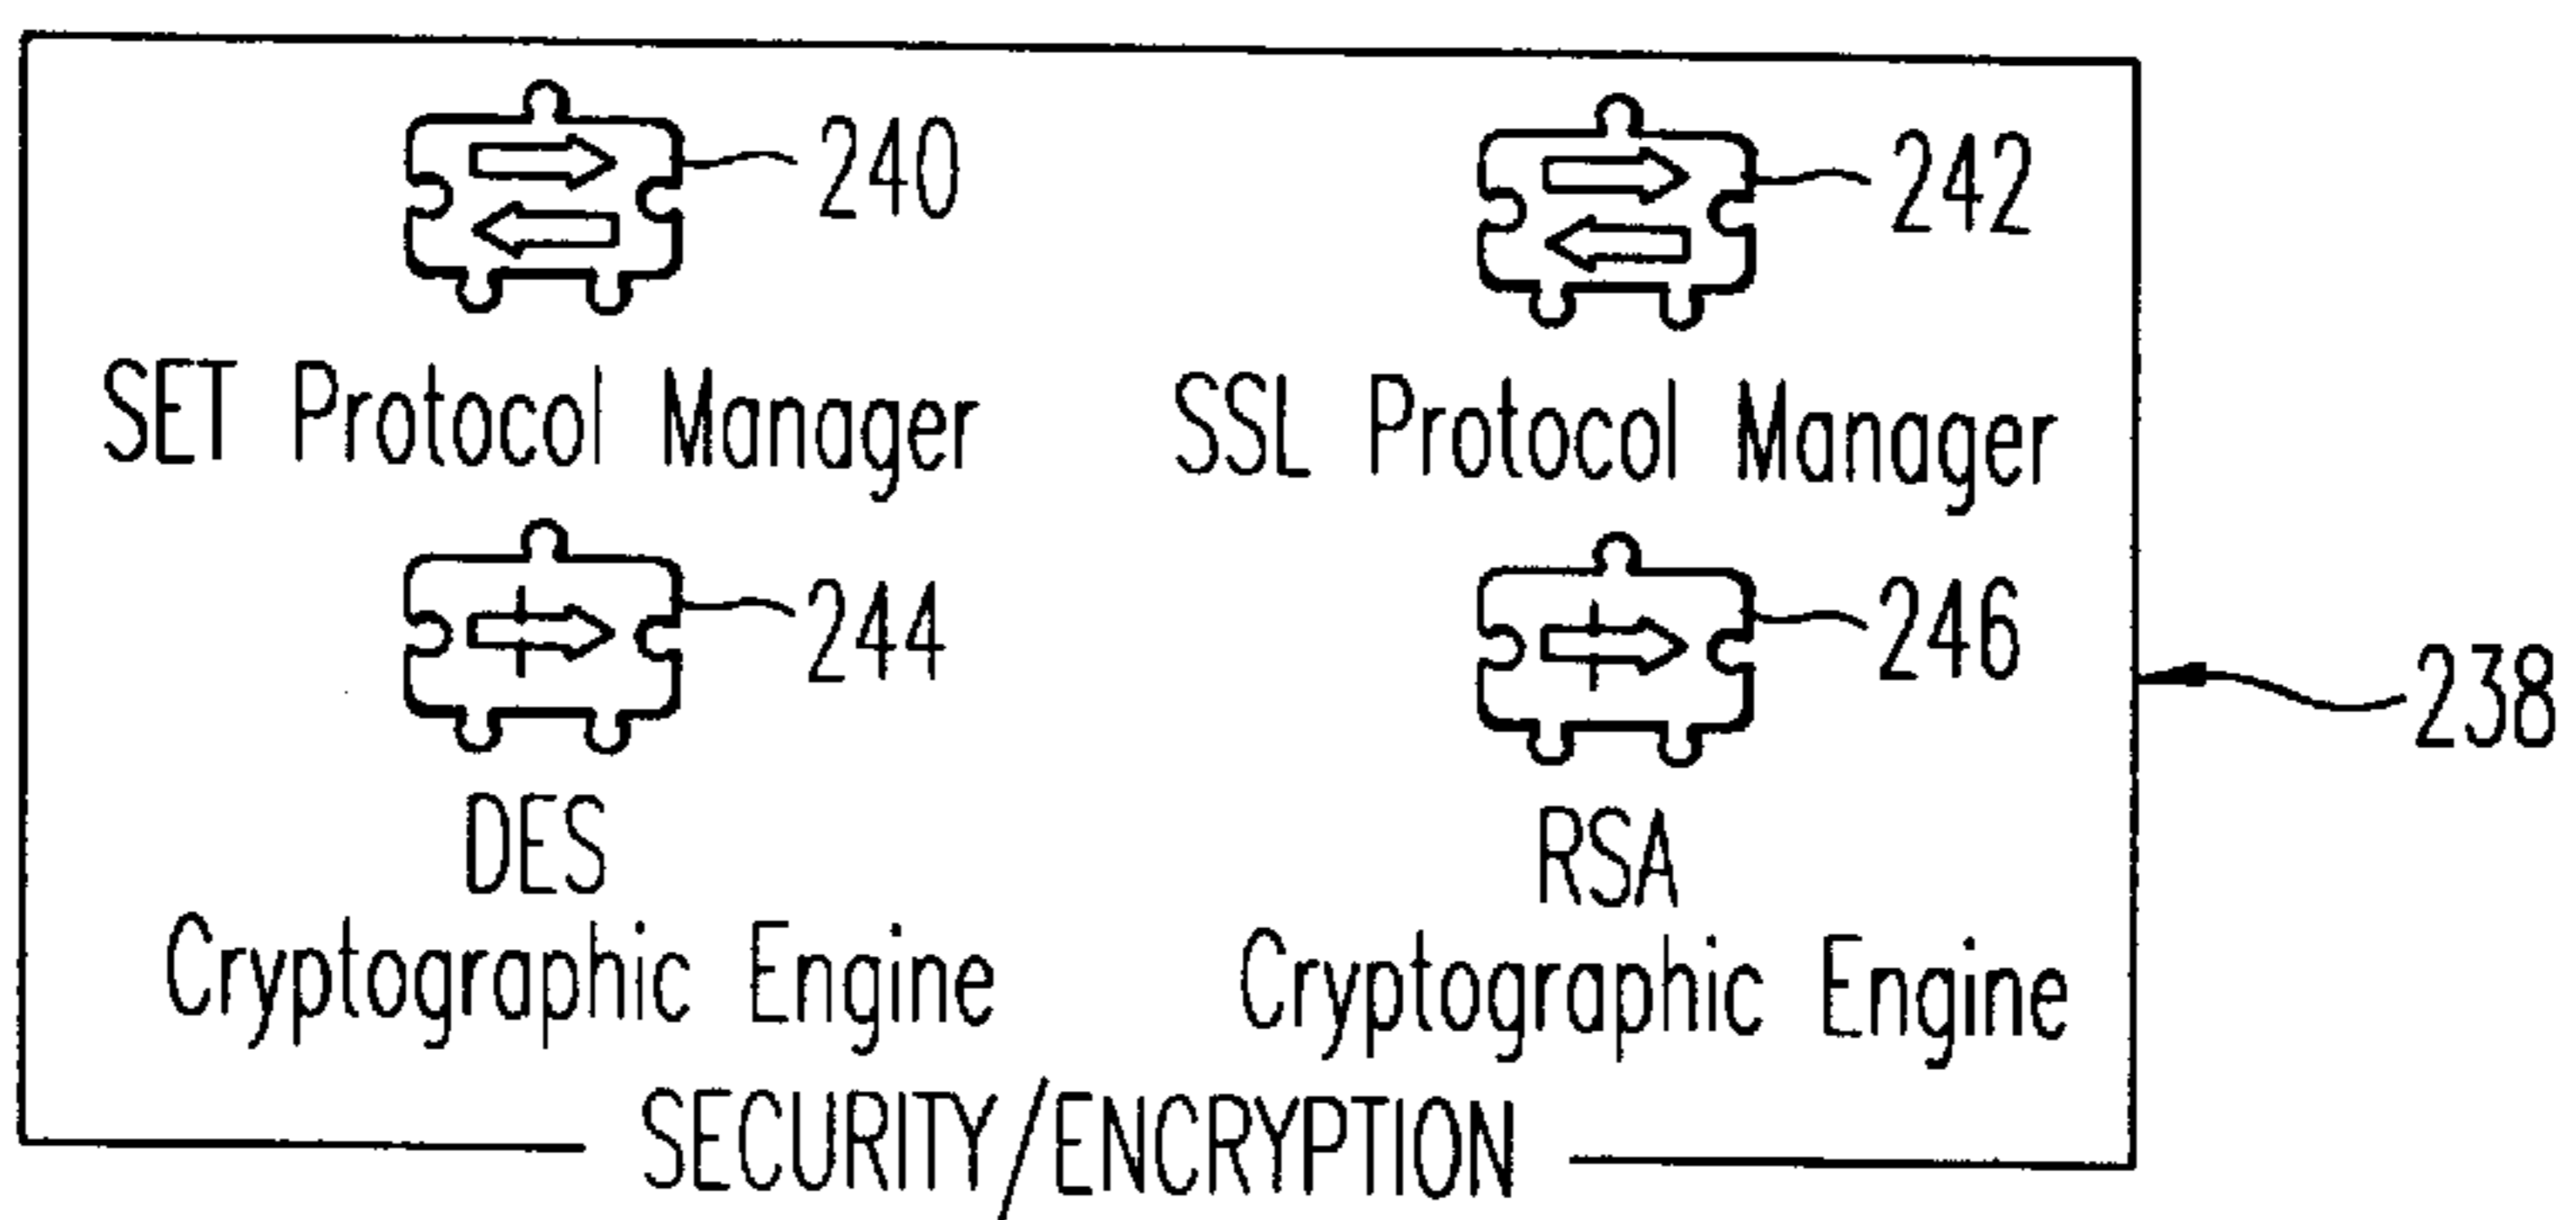 240
242
SET Protocol Manager
SSL Protocol Manager
244
246
238
DES
Cryptographic Engine
RSA
Cryptographic Engine
SECURITY/ENCRYPTION